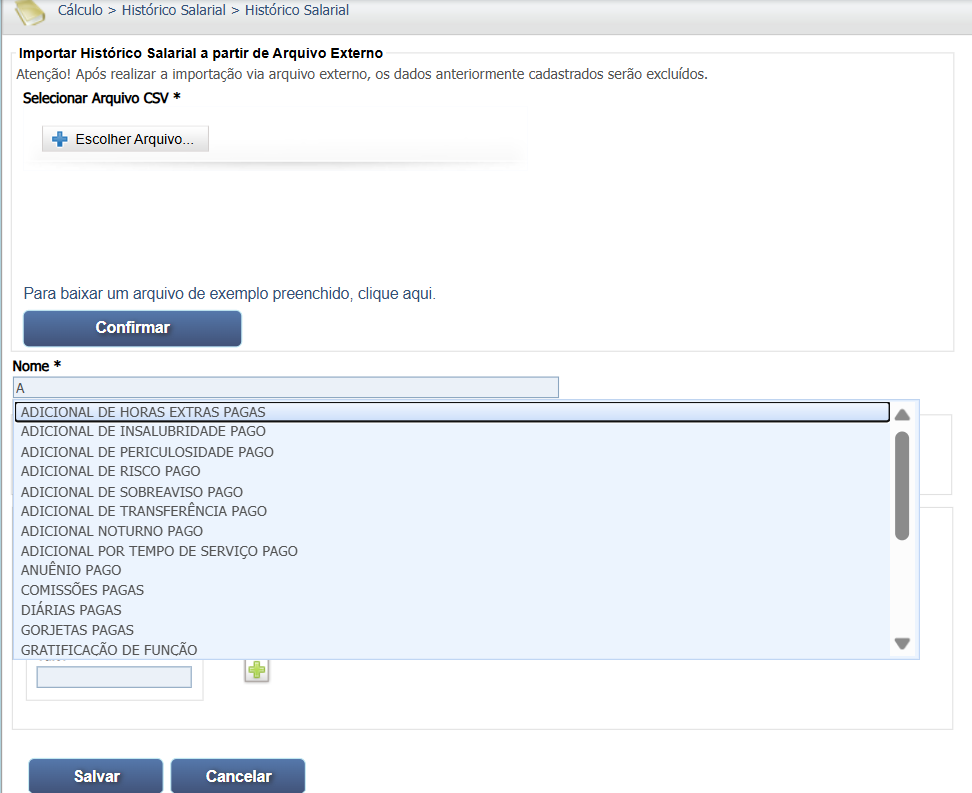 Cálculo > Histórico Salarial > Histórico Salarial
Importar Histórico Salarial a partir de Arquivo Externo
Atenção! Após realizar a importação via arquivo externo, os dados anteriormente cadastrados serão excluídos.
Selecionar Arquivo CSV *
Escolher Arquivo...
Para baixar um arquivo de exemplo preenchido, clique aqui.
Confirmar
Nome *
A
ADICIONAL DE HORAS EXTRAS PAGAS
ADICIONAL DE INSALUBRIDADE PAGO
ADICIONAL DE PERICULOSIDADE PAGO
ADICIONAL DE RISCO PAGO
ADICIONAL DE SOBREAVISO PAGO
ADICIONAL DE TRANSFERÊNCIA PAGO
ADICIONAL NOTURNO PAGO
ADICIONAL POR TEMPO DE SERVIÇO PAGO
ANUÊNIO PAGO
COMISSÕES PAGAS
DIÁRIAS PAGAS
GORJETAS PAGAS
GRATIFICAÇÃO DE FUNÇÃO
Salvar
Cancelar